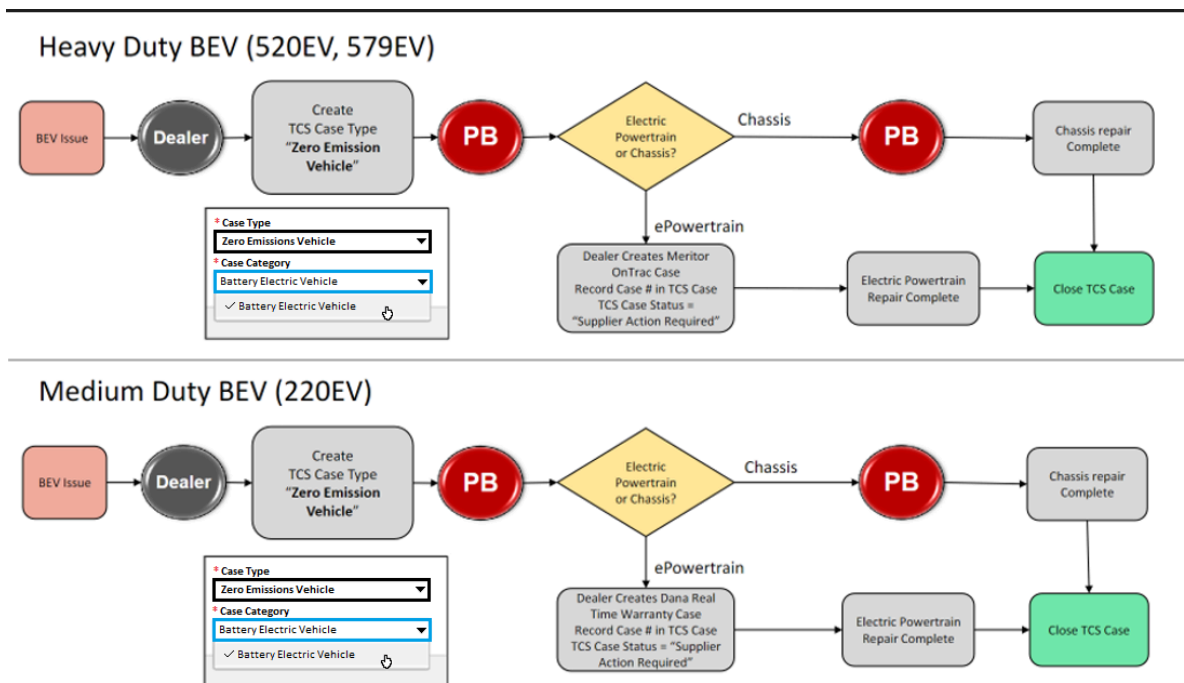 Heavy Duty BEV (520EV, 579EV)
BEV Issue
Dealer
Create
TCS Case Type
“Zero Emission
Vehicle”
PB
Electric
Powertrain
or Chassis?
Chassis
PB
Chassis repair
Complete
* Case Type
Zero Emissions Vehicle
* Case Category
Battery Electric Vehicle
✓ Battery Electric Vehicle
ePowertrain
Dealer Creates Meritor
OnTrac Case
Record Case # in TCS Case
TCS Case Status =
“Supplier Action Required”
Electric Powertrain
Repair Complete
Close TCS Case
Medium Duty BEV (220EV)
BEV Issue
Dealer
Create
TCS Case Type
“Zero Emission
Vehicle”
PB
Electric
Powertrain
or Chassis?
Chassis
PB
Chassis repair
Complete
* Case Type
Zero Emissions Vehicle
* Case Category
Battery Electric Vehicle
✓ Battery Electric Vehicle
ePowertrain
Dealer Creates Dana Real
Time Warranty Case
Record Case # in TCS Case
TCS Case Status = “Supplier
Action Required”
Electric Powertrain
Repair Complete
Close TCS Case